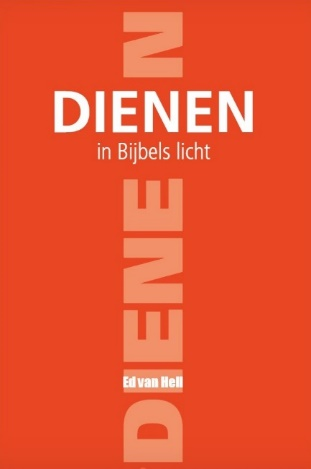 DIENEN
in Bijbels licht
DIENEN
Ed van Hell